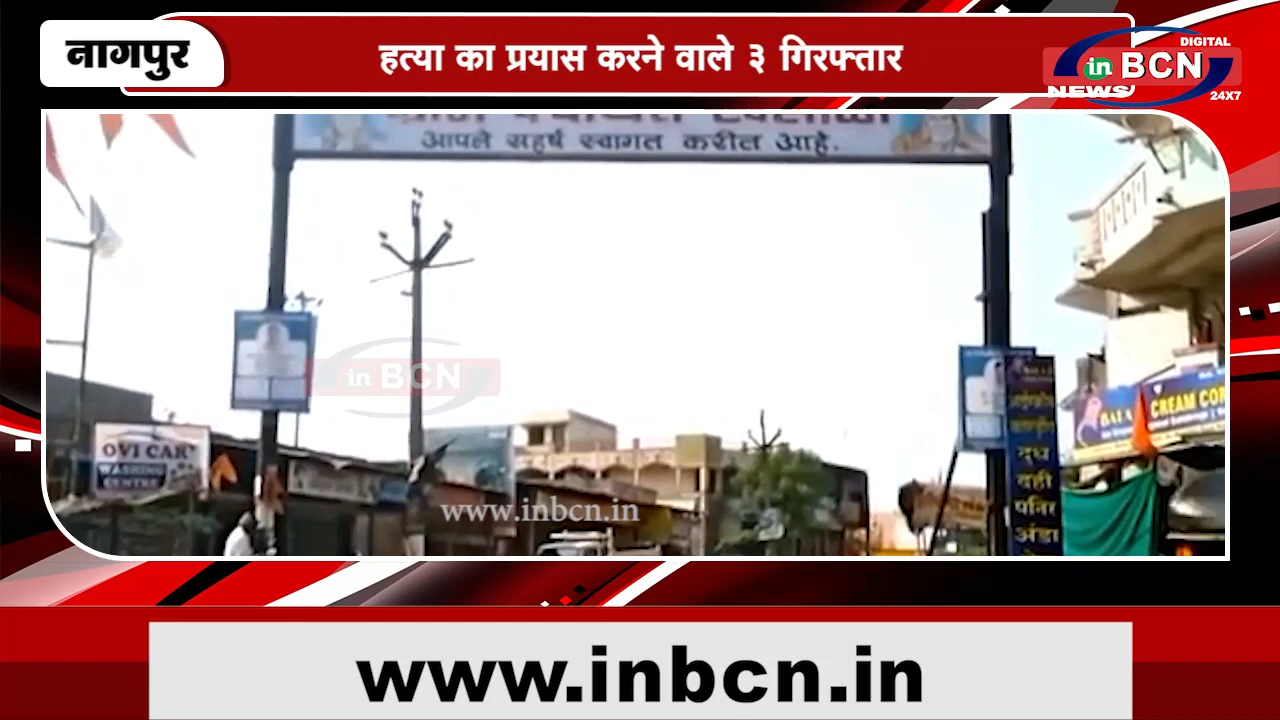 नागपुर
हत्या का प्रयास करने वाले ३ गिरफ्तार
DIGITAL
in BCN
NEWS
24X7
आपले सहर्ष स्वागत करीत आहे.
in BCN
OVI CAR
WASHING
CENTRE
www.inbcn.in
CREAM
दुध
दही
पनिर
अंडा
www.inbcn.in